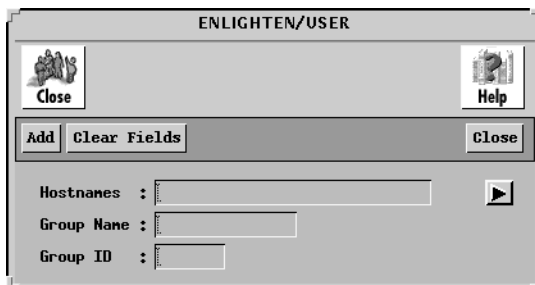 ENLIGHTEN/USER
Close
Help
Add Clear Fields Close
Hostnames :
Group Name :
Group ID :